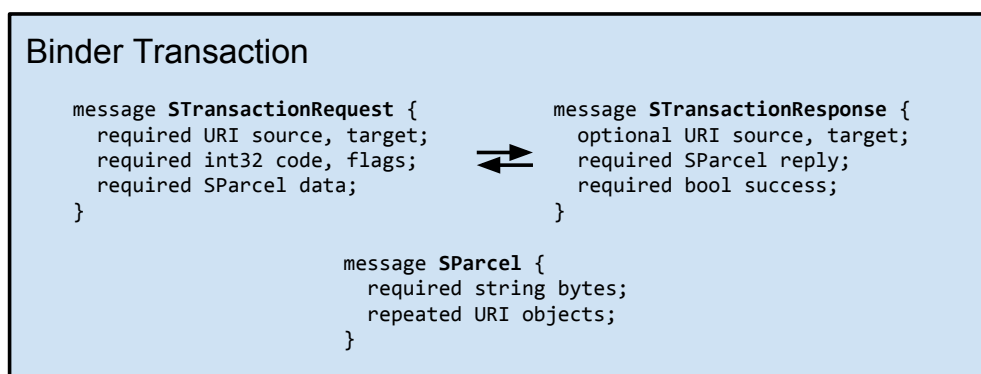 Binder Transaction
message STransactionRequest {
  required URI source, target;
  required int32 code, flags;
  required SParcel data;
}
message STransactionResponse {
  optional URI source, target;
  required SParcel reply;
  required bool success;
}
message SParcel {
  required string bytes;
  repeated URI objects;
}